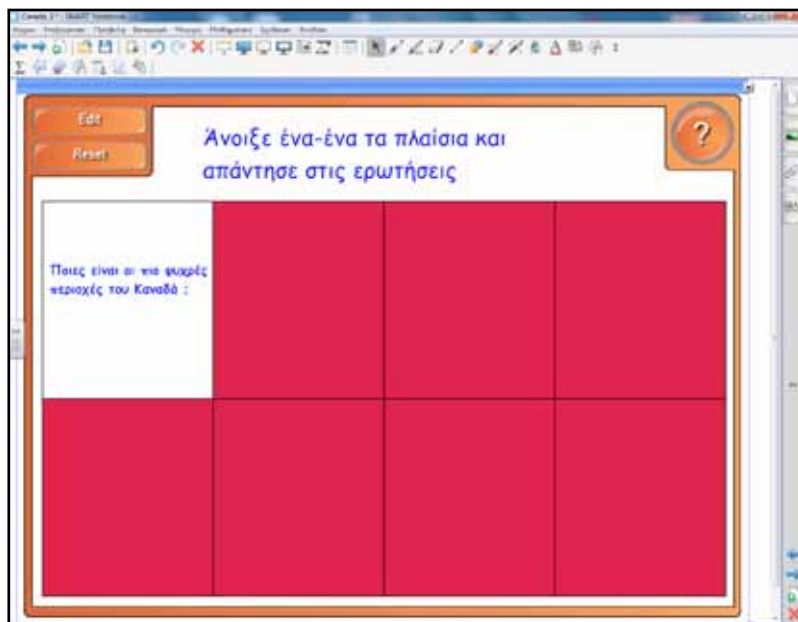 Edit
Reset
Άνοιξε ένα-ένα τα πλαίσια και
απάντησε στις ερωτήσεις
?
Ποιες είναι οι πιο ψυχρές
περιοχές του Καναδά ;